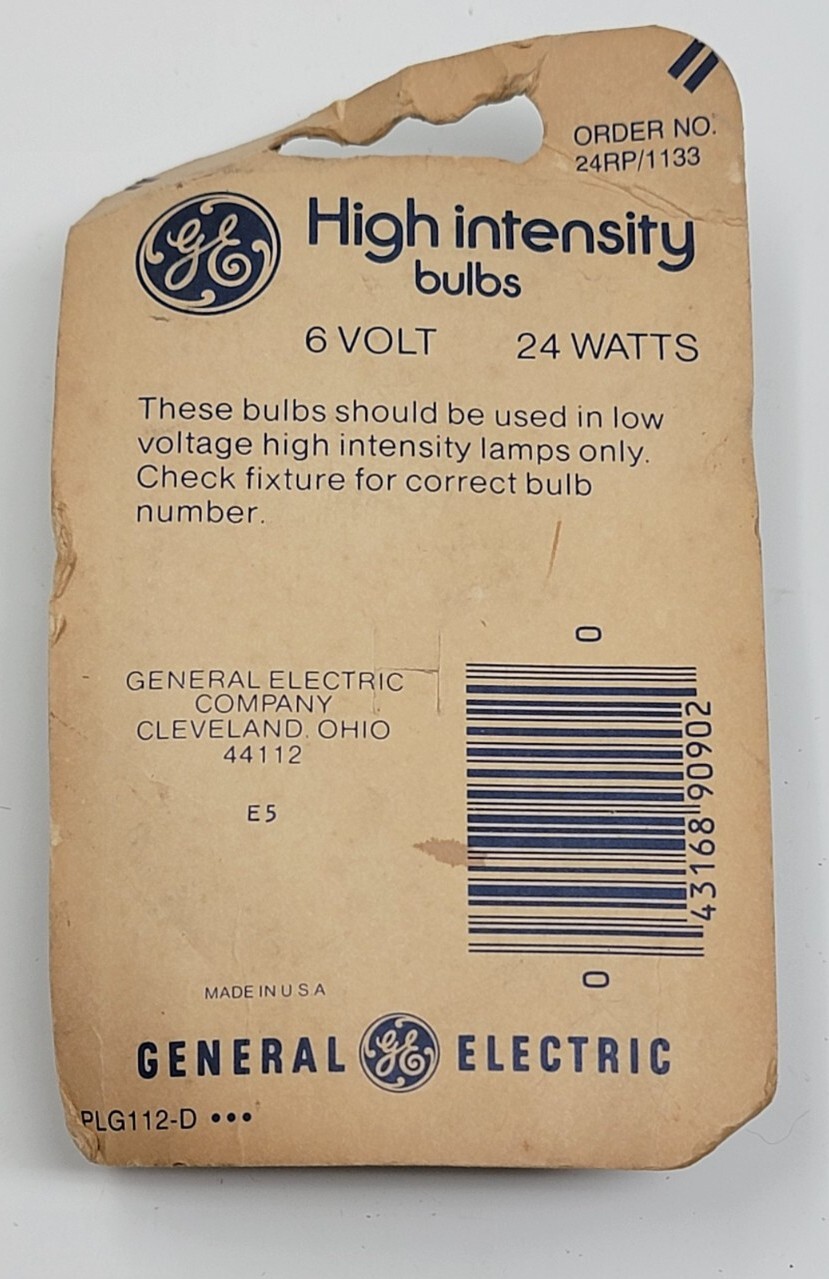 ORDER NO.
24RP/1133
GE
High intensity
bulbs
6 VOLT 24 WATTS
These bulbs should be used in low
voltage high intensity lamps only.
Check fixture for correct bulb
number.
GENERAL ELECTRIC
COMPANY
CLEVELAND, OHIO
44112
E5
0
43168 90902
0
MADE IN U S A
GENERAL GE ELECTRIC
PLG112-D •••